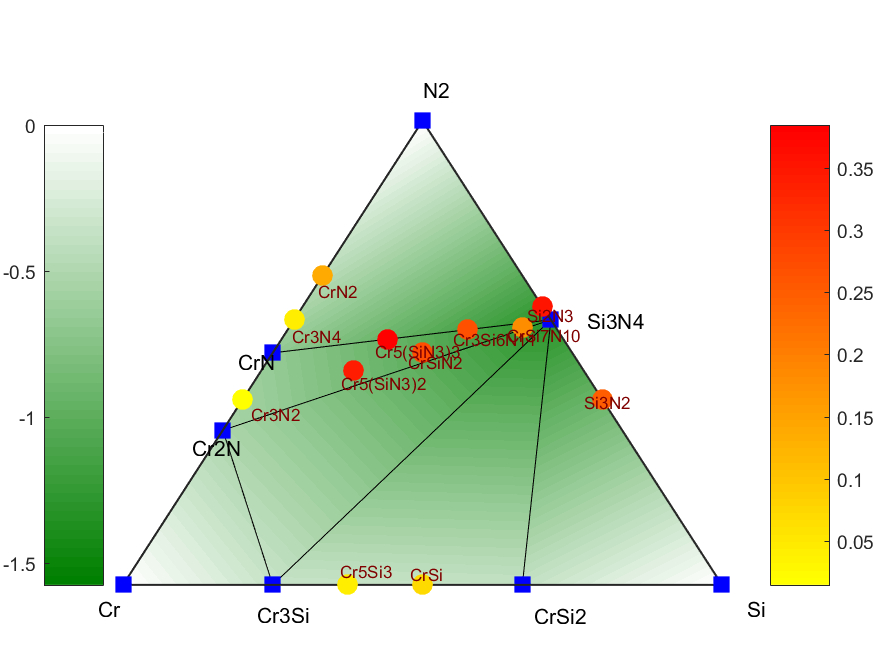 N2
0
-0.5
-1
-1.5
0.35
0.3
0.25
0.2
0.15
0.1
0.05
CrN2
Si2N3
Si3N4
Cr3N4
Cr3Si6N11
CrSi7N10
Cr5(SiN3)3
CrN
CrSiN2
Cr5(SiN3)2
Si3N2
Cr3N2
Cr2N
Cr5Si3
CrSi
Cr
Cr3Si
CrSi2
Si